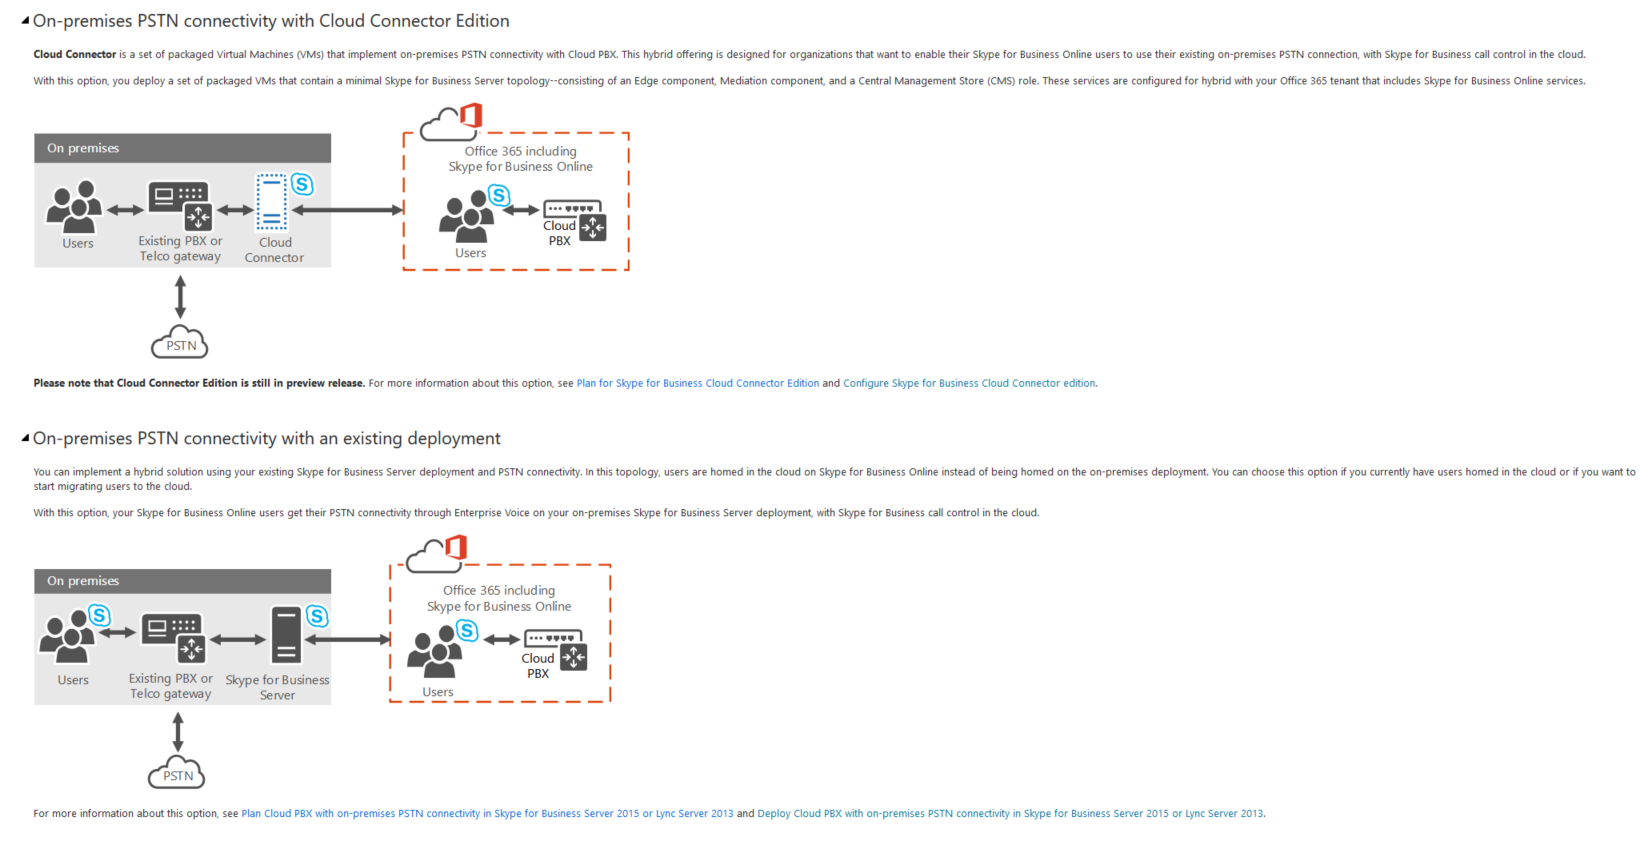 On-premises PSTN connectivity with Cloud Connector Edition
Cloud Connector is a set of packaged Virtual Machines (VMs) that implement on-premises PSTN connectivity with Cloud PBX. This hybrid offering is designed for organizations that want to enable their Skype for Business Online users to use their existing on-premises PSTN connection, with Skype for Business call control in the cloud.
With this option, you deploy a set of packaged VMs that contain a minimal Skype for Business Server topology--consisting of an Edge component, Mediation component, and a Central Management Store (CMS) role. These services are configured for hybrid with your Office 365 tenant that includes Skype for Business Online services.
On premises
Users
Existing PBX or
Telco gateway
Cloud
Connector
S
PSTN
Office 365 including
Skype for Business Online
S
Users
Cloud
PBX
Please note that Cloud Connector Edition is still in preview release. For more information about this option, see Plan for Skype for Business Cloud Connector Edition and Configure Skype for Business Cloud Connector edition.
On-premises PSTN connectivity with an existing deployment
You can implement a hybrid solution using your existing Skype for Business Server deployment and PSTN connectivity. In this topology, users are homed in the cloud on Skype for Business Online instead of being homed on the on-premises deployment. You can choose this option if you currently have users homed in the cloud or if you want to
start migrating users to the cloud.
With this option, your Skype for Business Online users get their PSTN connectivity through Enterprise Voice on your on-premises Skype for Business Server deployment, with Skype for Business call control in the cloud.
On premises
S
Users
Existing PBX or
Telco gateway
S
Skype for Business
Server
PSTN
Office 365 including
Skype for Business Online
S
Users
Cloud
PBX
For more information about this option, see Plan Cloud PBX with on-premises PSTN connectivity in Skype for Business Server 2015 or Lync Server 2013 and Deploy Cloud PBX with on-premises PSTN connectivity in Skype for Business Server 2015 or Lync Server 2013.